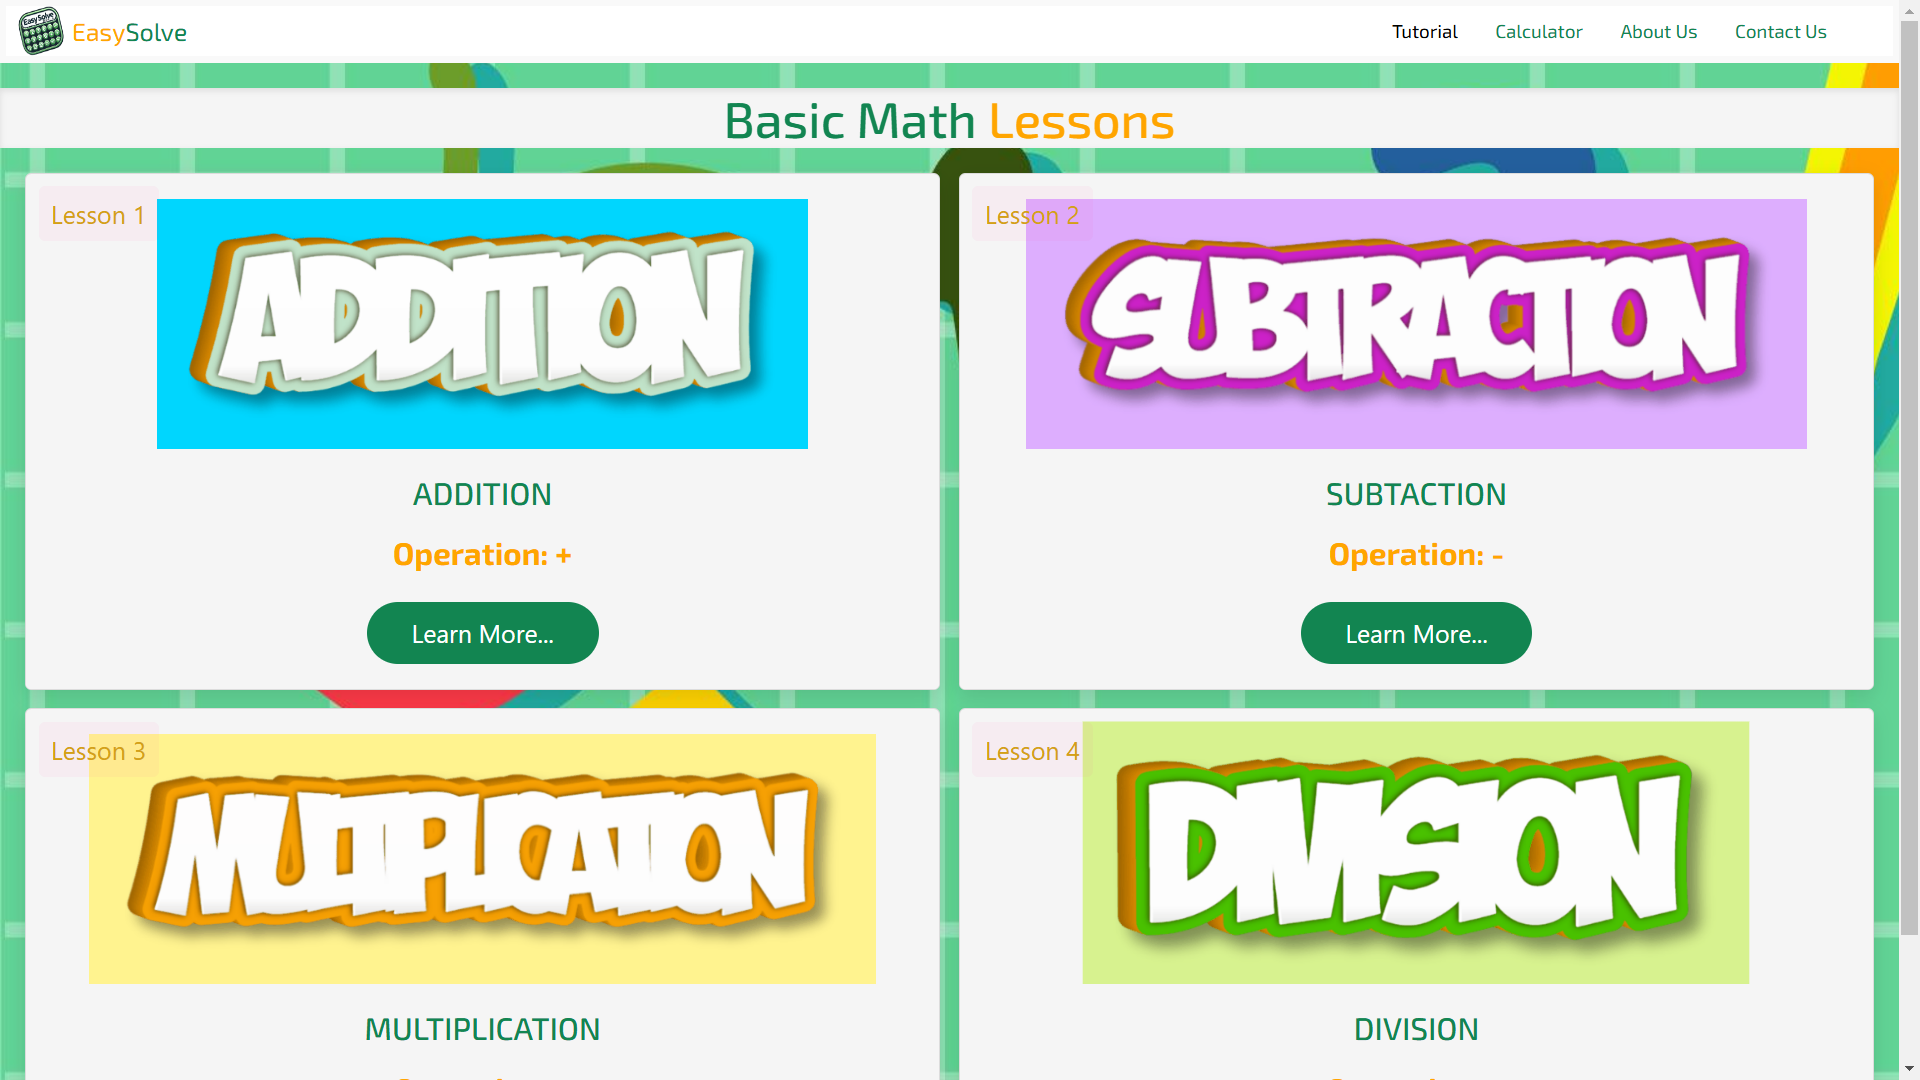 Easy Solve
EasySolve
Tutorial
Calculator
About Us
Contact Us
Basic Math Lessons
Lesson 1
ADDITION
ADDITION
Operation: +
Learn More...
Lesson 2
SUBTRACTION
SUBTACTION
Operation: -
Learn More...
Lesson 3
MULTIPLICATION
MULTIPLICATION
Lesson 4
DIVISION
DIVISION